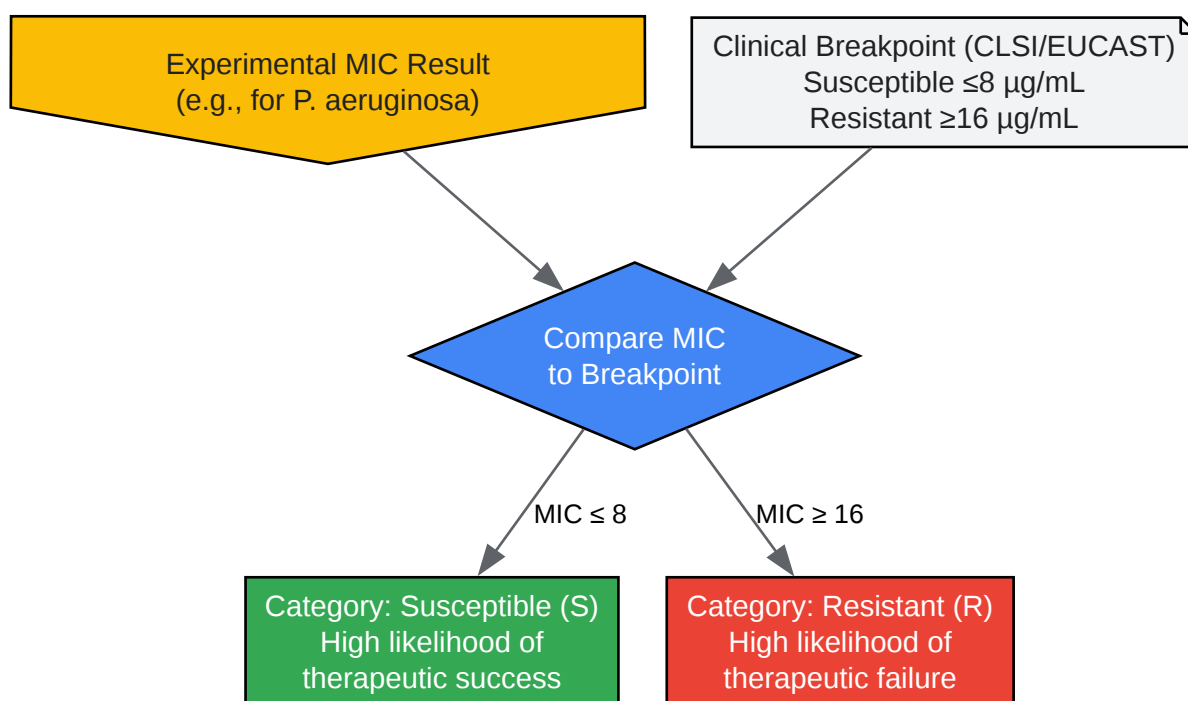 Experimental MIC Result
(e.g., for P. aeruginosa)
Clinical Breakpoint (CLSI/EUCAST)
Susceptible ≤8 µg/mL
Resistant ≥16 µg/mL
Compare MIC
to Breakpoint
MIC ≤ 8
MIC ≥ 16
Category: Susceptible (S)
High likelihood of
therapeutic success
Category: Resistant (R)
High likelihood of
therapeutic failure